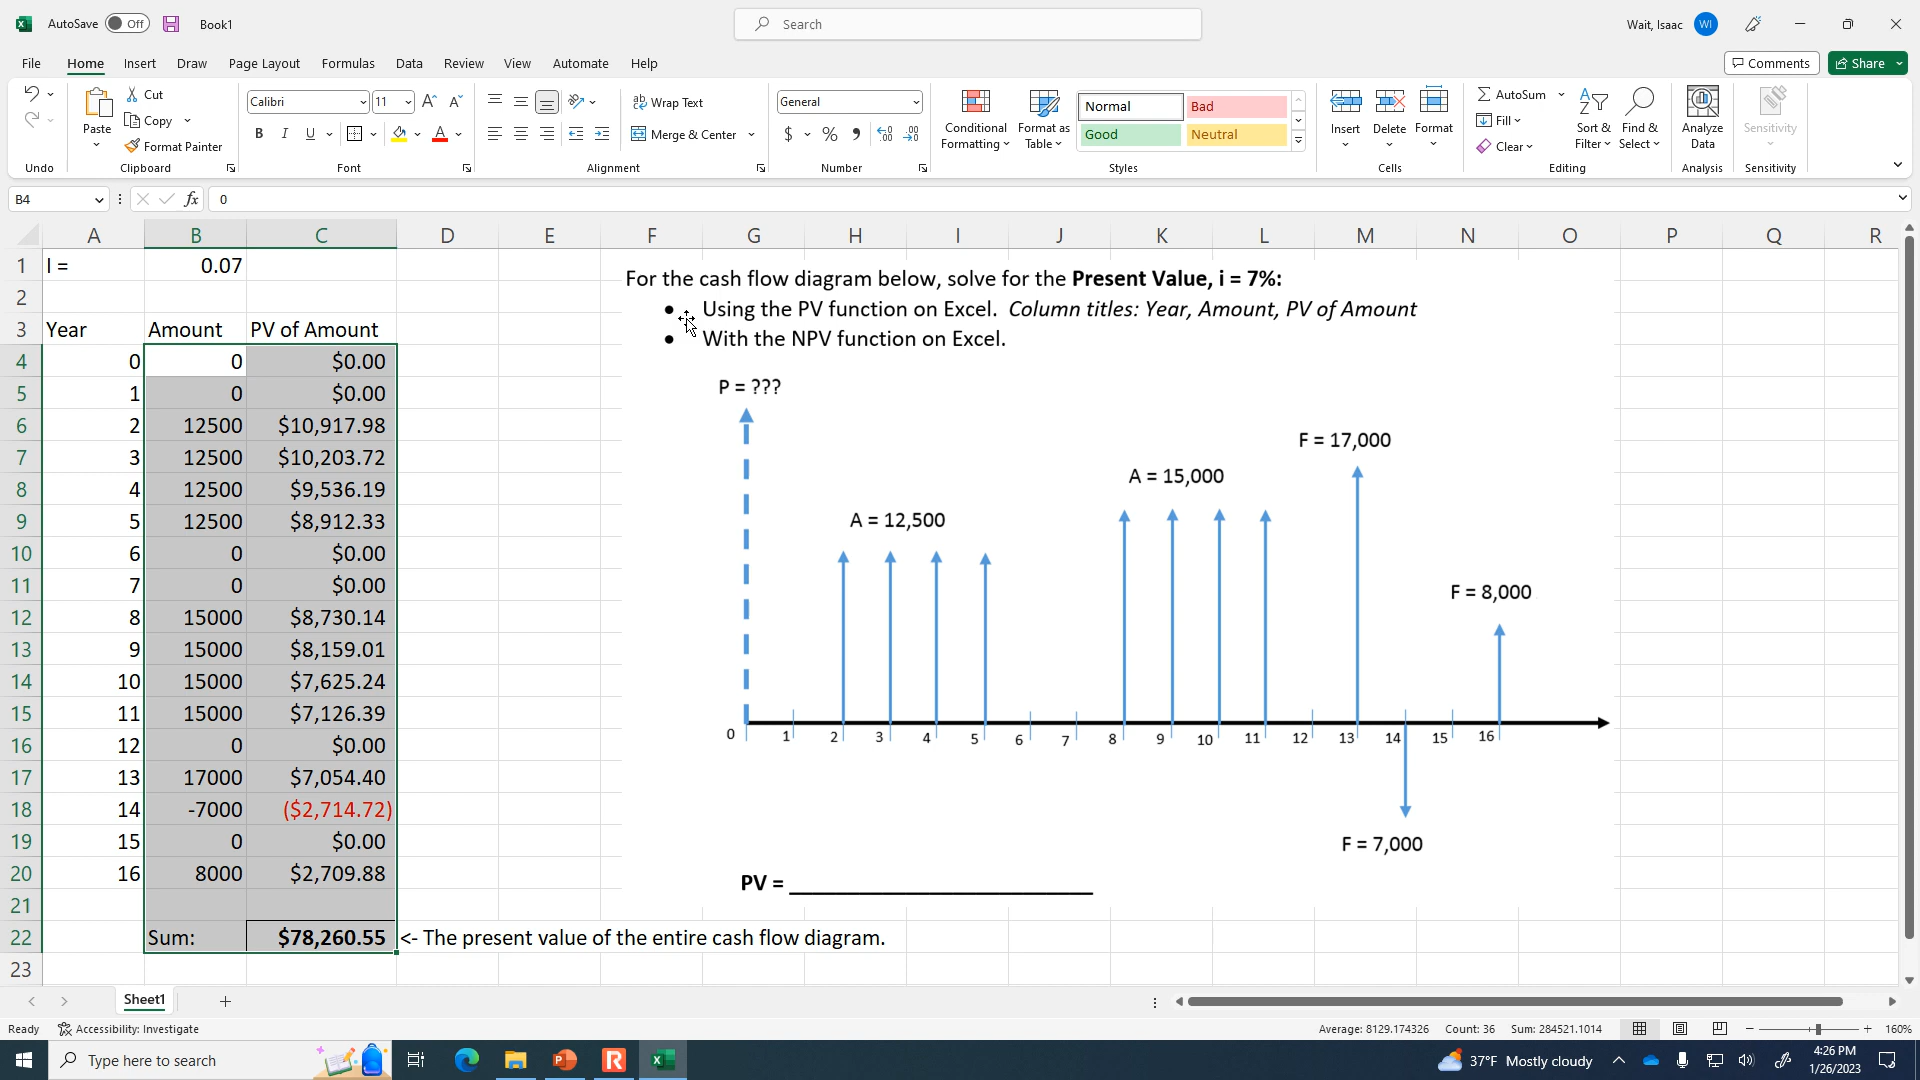 AutoSave Off Book1 Search Wait, Isaac WI
File Home Insert Draw Page Layout Formulas Data Review View Automate Help Comments Share
Cut
Copy
Format Painter
Paste
Calibri 11
B I U
Wrap Text
Merge & Center
General
$ % 9
Conditional Formatting
Format as Table
Normal Bad
Good Neutral
Insert Delete Format
AutoSum
Fill
Clear
Sort & Filter
Find & Select
Analyze Data
Sensitivity
Undo Clipboard Font Alignment Number Styles Cells Editing Analysis Sensitivity
B4 fx 0
A B C D E F G H I J K L M N O P Q R
1 I = 0.07
2
3 Year Amount PV of Amount
4 0 0 $0.00
5 1 0 $0.00
6 2 12500 $10,917.98
7 3 12500 $10,203.72
8 4 12500 $9,536.19
9 5 12500 $8,912.33
10 6 0 $0.00
11 7 0 $0.00
12 8 15000 $8,730.14
13 9 15000 $8,159.01
14 10 15000 $7,625.24
15 11 15000 $7,126.39
16 12 0 $0.00
17 13 17000 $7,054.40
18 14 -7000 ($2,714.72)
19 15 0 $0.00
20 16 8000 $2,709.88
21
22 Sum: $78,260.55 <- The present value of the entire cash flow diagram.
23
For the cash flow diagram below, solve for the Present Value, i = 7%:
• Using the PV function on Excel. Column titles: Year, Amount, PV of Amount
• With the NPV function on Excel.
P = ???
F = 17,000
A = 15,000
A = 12,500
F = 8,000
0 1 2 3 4 5 6 7 8 9 10 11 12 13 14 15 16
F = 7,000
PV = ____________________
Sheet1
Ready Accessibility: Investigate Average: 8129.174326 Count: 36 Sum: 284521.1014 160%
Type here to search 37°F Mostly cloudy 4:26 PM
1/26/2023